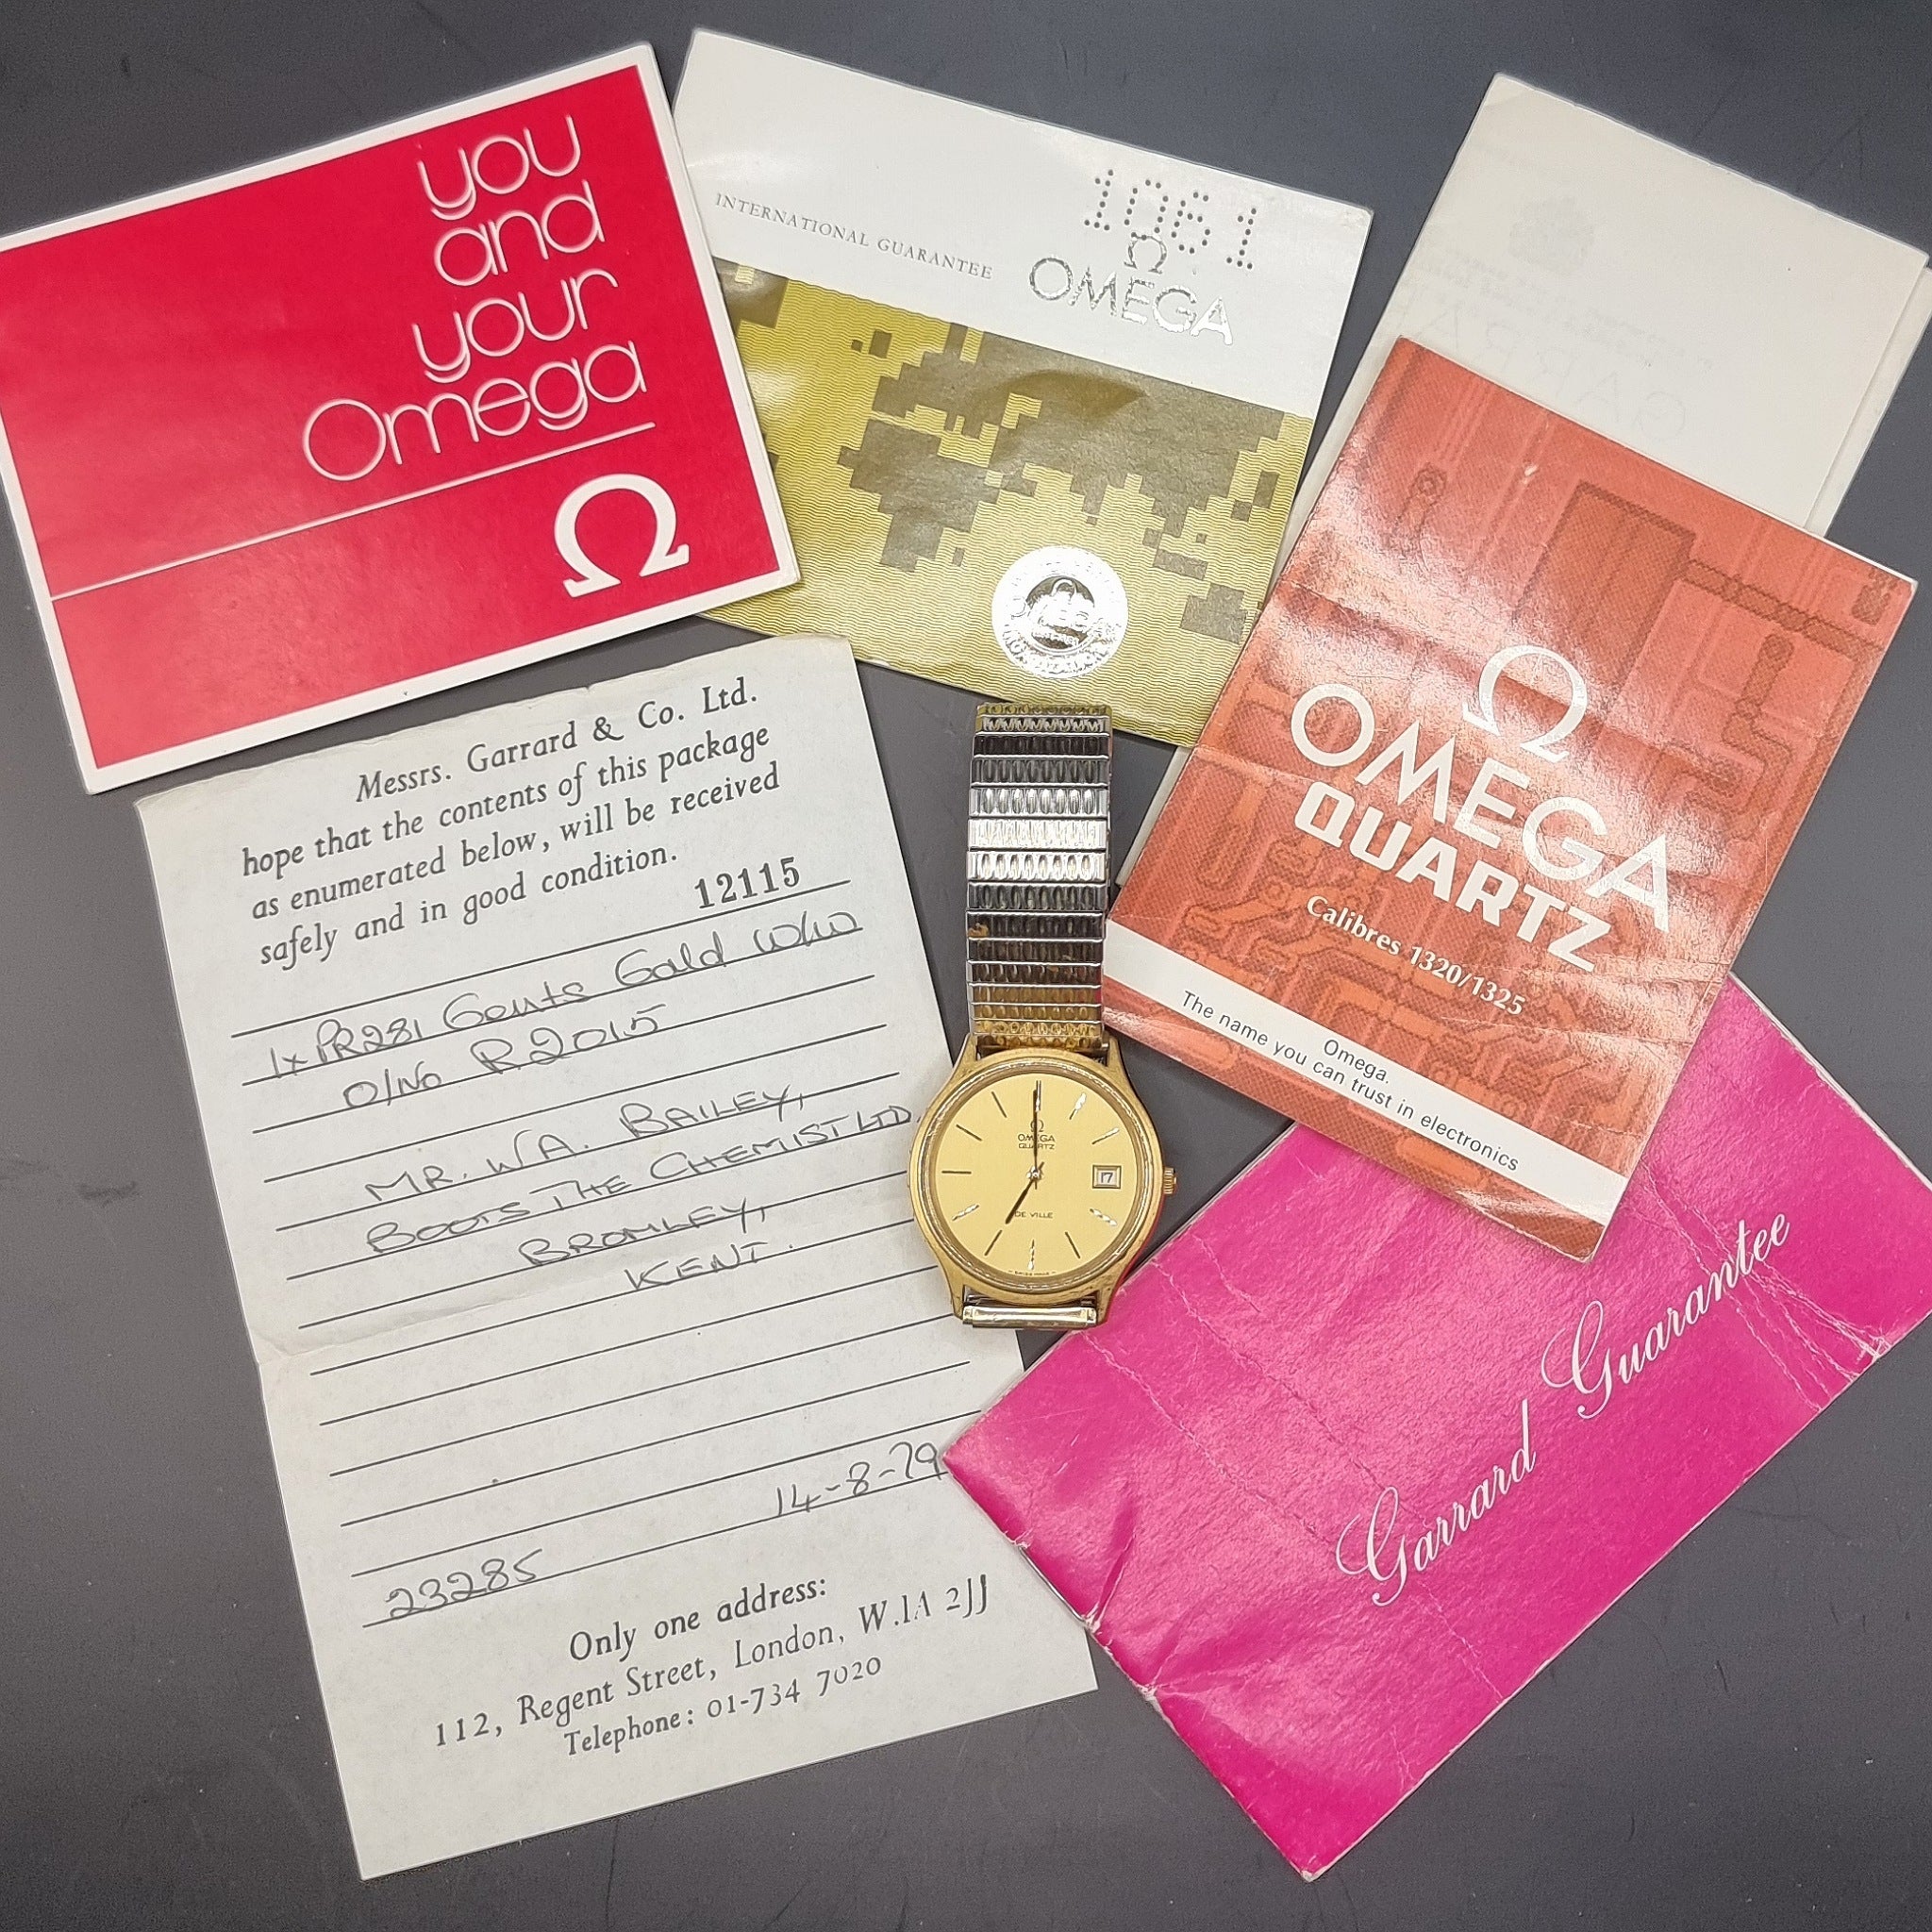 you
and
your
Omega
Ω
1061
INTERNATIONAL GUARANTEE
Ω
OMEGA
GARRA
Ω
OMEGA
QUARTZ
Calibres 1320/1325
Omega.
The name you can trust in electronics
Messrs. Garrard & Co. Ltd.
hope that the contents of this package
as enumerated below, will be received
safely and in good condition.
12115
1x PR281 Gents Gold W/W
O/No R2015
MR. W.A. BAILEY,
BOOTS THE CHEMIST LTD,
BROMLEY,
KENT.
14-8-79
23285
Only one address:
112, Regent Street, London, W.1A 2JJ
Telephone: 01-734 7020
Ω
OMEGA
QUARTZ
17
DE VILLE
SWISS MADE
Garrard Guarantee